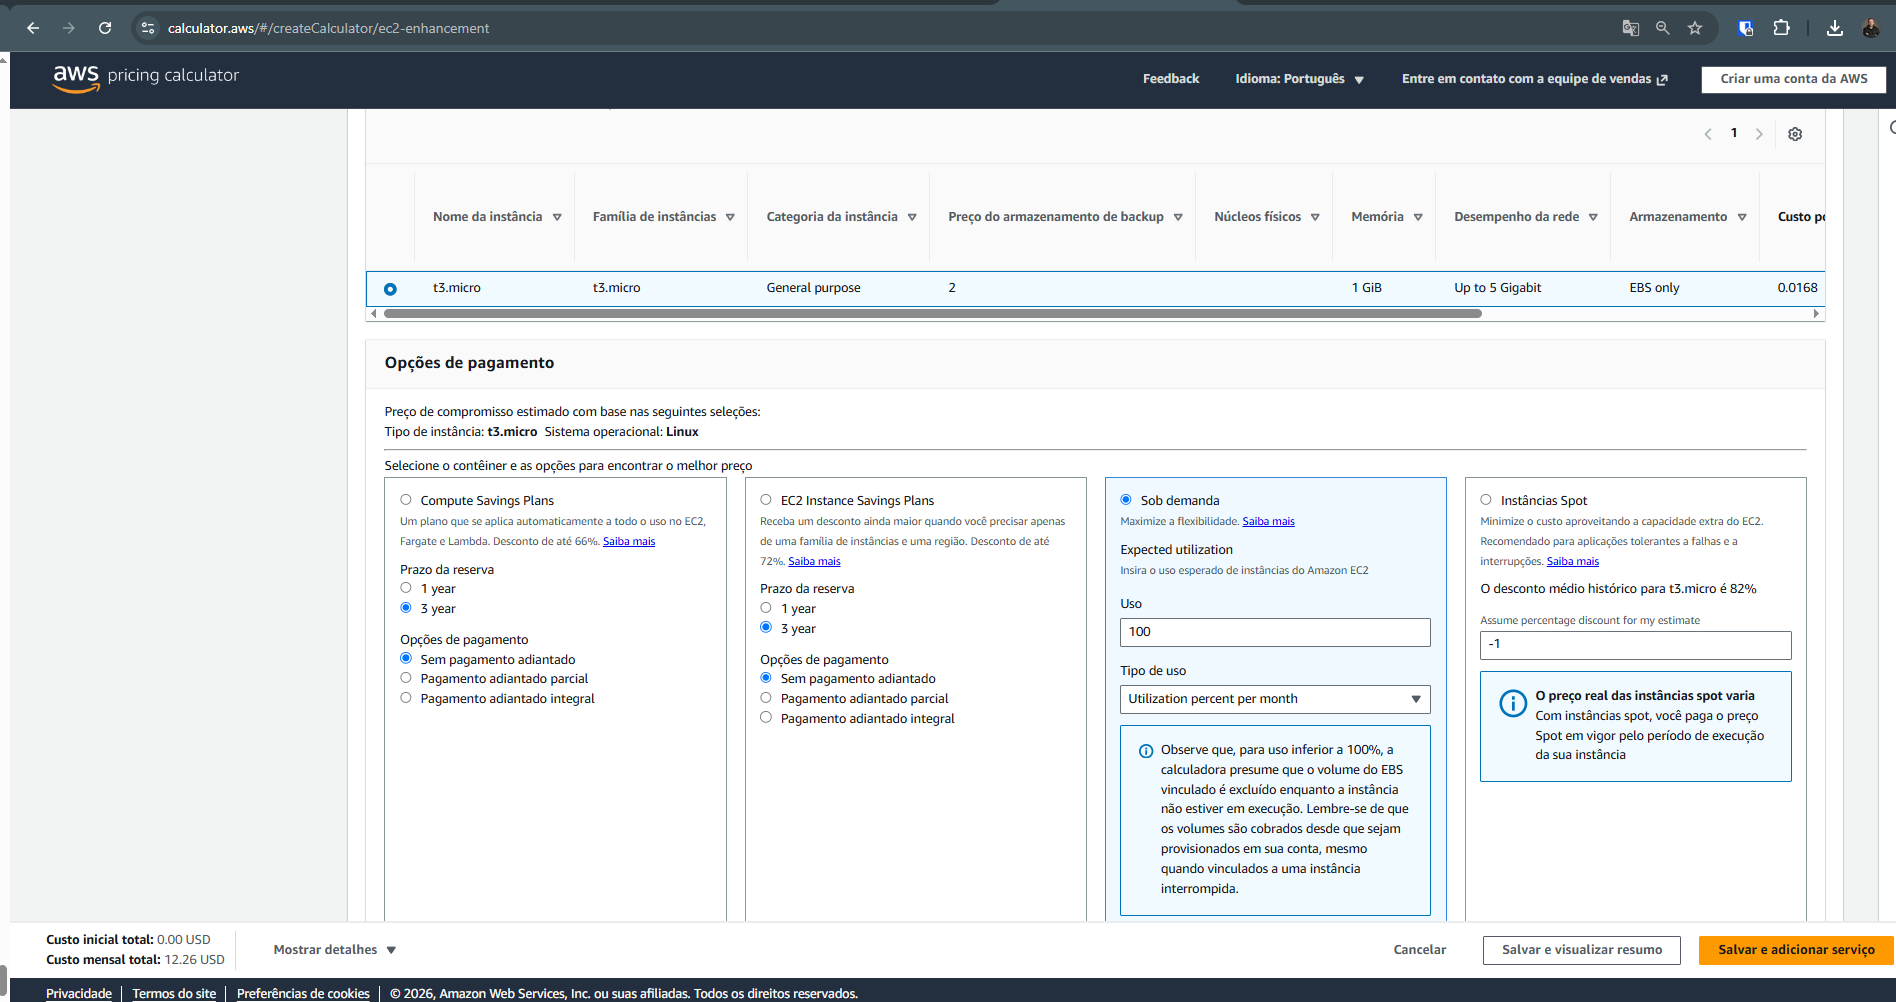 calculator.aws/#/createCalculator/ec2-enhancement
aws pricing calculator
Feedback
Idioma: Português
Entre em contato com a equipe de vendas
Criar uma conta da AWS
1
Nome da instância
Família de instâncias
Categoria da instância
Preço do armazenamento de backup
Núcleos físicos
Memória
Desempenho da rede
Armazenamento
Custo
t3.micro
t3.micro
General purpose
2
1 GiB
Up to 5 Gigabit
EBS only
0.0168
Opções de pagamento
Preço de compromisso estimado com base nas seguintes seleções:
Tipo de instância: t3.micro Sistema operacional: Linux
Selecione o contêiner e as opções para encontrar o melhor preço
Compute Savings Plans
Um plano que se aplica automaticamente a todo o uso no EC2,
Fargate e Lambda. Desconto de até 66%. Saiba mais
Prazo da reserva
1 year
3 year
Opções de pagamento
Sem pagamento adiantado
Pagamento adiantado parcial
Pagamento adiantado integral
EC2 Instance Savings Plans
Receba um desconto ainda maior quando você precisar apenas
de uma família de instâncias e uma região. Desconto de até
72%. Saiba mais
Prazo da reserva
1 year
3 year
Opções de pagamento
Sem pagamento adiantado
Pagamento adiantado parcial
Pagamento adiantado integral
Sob demanda
Maximize a flexibilidade. Saiba mais
Expected utilization
Insira o uso esperado de instâncias do Amazon EC2
Uso
100
Tipo de uso
Utilization percent per month
Observe que, para uso inferior a 100%, a
calculadora presume que o volume do EBS
vinculado é excluído enquanto a instância
não estiver em execução. Lembre-se de que
os volumes são cobrados desde que sejam
provisionados em sua conta, mesmo
quando vinculados a uma instância
interrompida.
Instâncias Spot
Minimize o custo aproveitando a capacidade extra do EC2.
Recomendado para aplicações tolerantes a falhas e a
interrupções. Saiba mais
O desconto médio histórico para t3.micro é 82%
Assume percentage discount for my estimate
-1
O preço real das instâncias spot varia
Com instâncias spot, você paga o preço
Spot em vigor pelo período de execução
da sua instância
Custo inicial total: 0.00 USD
Custo mensal total: 12.26 USD
Mostrar detalhes
Cancelar
Salvar e visualizar resumo
Salvar e adicionar serviço
Privacidade
Termos do site
Preferências de cookies
© 2026, Amazon Web Services, Inc. ou suas afiliadas. Todos os direitos reservados.